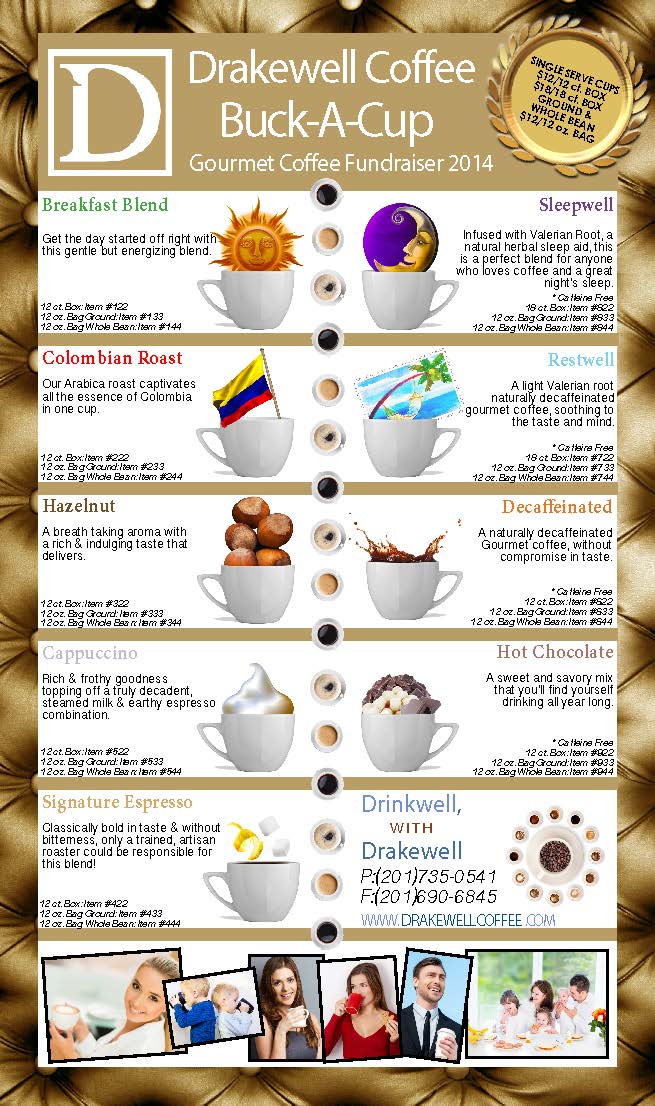 D
Drakewell Coffee
Buck-A-Cup
Gourmet Coffee Fundraiser 2014
SINGLE SERVE CUPS
$12/12 ct. BOX
$18/18 ct. BOX
GROUND &
WHOLE BEAN
$12/12 oz. BAG
Breakfast Blend
Get the day started off right with
this gentle but energizing blend.
12 ct. Box: Item #122
12 oz. Bag Ground: Item #133
12 oz. Bag Whole Bean: Item #144
Sleepwell
Infused with Valerian Root, a
natural herbal sleep aid, this
is a perfect blend for anyone
who loves coffee and a great
night's sleep.
* Caffeine Free
18 ct. Box: Item #822
12 oz. Bag Ground: Item #833
12 oz. Bag Whole Bean: Item #844
Colombian Roast
Our Arabica roast captivates
all the essence of Colombia
in one cup.
12 ct. Box: Item #222
12 oz. Bag Ground: Item #233
12 oz. Bag Whole Bean: Item #244
Restwell
A light Valerian root
naturally decaffeinated
gourmet coffee, soothing to
the taste and mind.
* Caffeine Free
18 ct. Box: Item #722
12 oz. Bag Ground: Item #733
12 oz. Bag Whole Bean: Item #744
Hazelnut
A breath taking aroma with
a rich & indulging taste that
delivers.
12 ct. Box: Item #322
12 oz. Bag Ground: Item #333
12 oz. Bag Whole Bean: Item #344
Decaffeinated
A naturally decaffeinated
Gourmet coffee, without
compromise in taste.
* Caffeine Free
12 ct. Box: Item #622
12 oz. Bag Ground: Item #633
12 oz. Bag Whole Bean: Item #644
Cappuccino
Rich & frothy goodness
topping off a truly decadent,
steamed milk & earthy espresso
combination.
12 ct. Box: Item #522
12 oz. Bag Ground: Item #533
12 oz. Bag Whole Bean: Item #544
Hot Chocolate
A sweet and savory mix
that you'll find yourself
drinking all year long.
* Caffeine Free
12 ct. Box: Item #922
12 oz. Bag Ground: Item #933
12 oz. Bag Whole Bean: Item #944
Signature Espresso
Classically bold in taste & without
bitterness, only a trained, artisan
roaster could be responsible for
this blend!
12 ct. Box: Item #422
12 oz. Bag Ground: Item #433
12 oz. Bag Whole Bean: Item #444
Drinkwell,
WITH
Drakewell
P:(201)735-0541
F:(201)690-6845
WWW.DRAKEWELLCOFFEE.COM